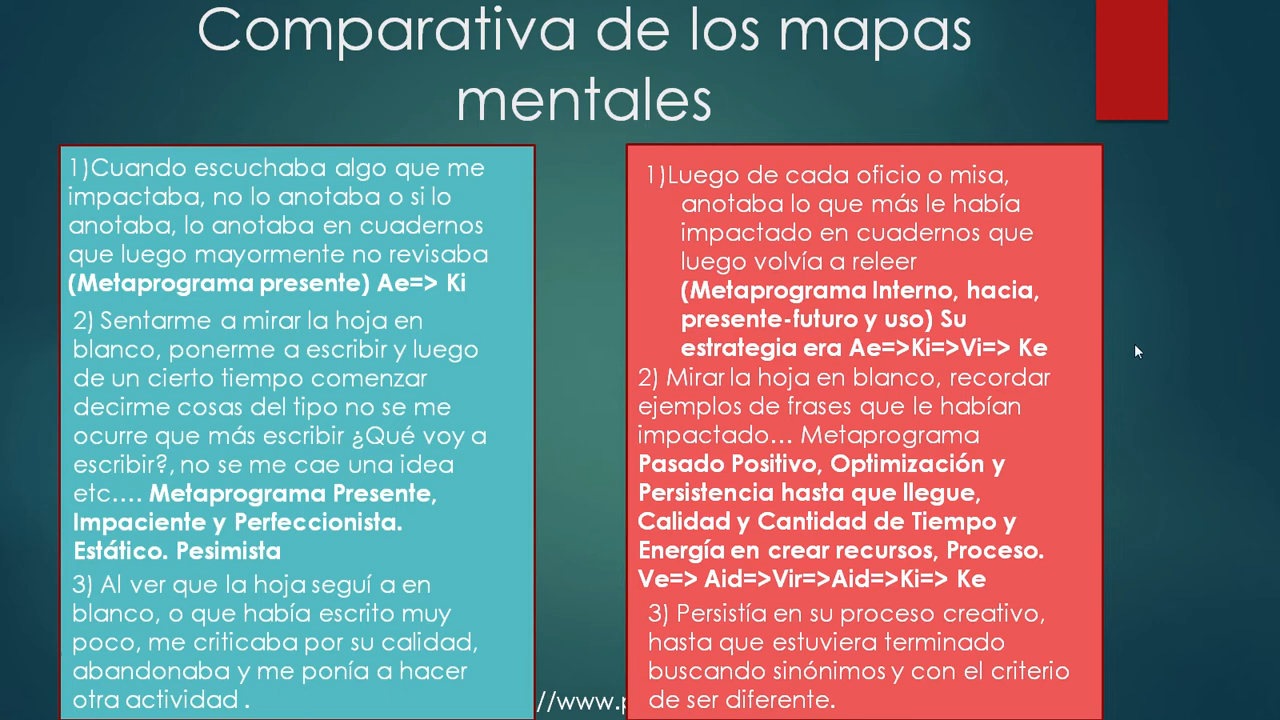 Comparativa de los mapas
mentales
1)Cuando escuchaba algo que me
impactaba, no lo anotaba o si lo
anotaba, lo anotaba en cuadernos
que luego mayormente no revisaba
(Metaprograma presente) Ae=> Ki
2) Sentarme a mirar la hoja en
blanco, ponerme a escribir y luego
de un cierto tiempo comenzar
decirme cosas del tipo no se me
ocurre que más escribir ¿Qué voy a
escribir?, no se me cae una idea
etc.... Metaprograma Presente,
Impaciente y Perfeccionista.
Estático. Pesimista
3) Al ver que la hoja seguí a en
blanco, o que había escrito muy
poco, me criticaba por su calidad,
abandonaba y me ponía a hacer
otra actividad .
1)Luego de cada oficio o misa,
anotaba lo que más le había
impactado en cuadernos que
luego volvía a releer
(Metaprograma Interno, hacia,
presente-futuro y uso) Su
estrategia era Ae=>Ki=>Vi=> Ke
2) Mirar la hoja en blanco, recordar
ejemplos de frases que le habían
impactado... Metaprograma
Pasado Positivo, Optimización y
Persistencia hasta que llegue,
Calidad y Cantidad de Tiempo y
Energía en crear recursos, Proceso.
Ve=> Aid=>Vir=>Aid=>Ki=> Ke
3) Persistía en su proceso creativo,
hasta que estuviera terminado
buscando sinónimos y con el criterio
de ser diferente.
//www.p